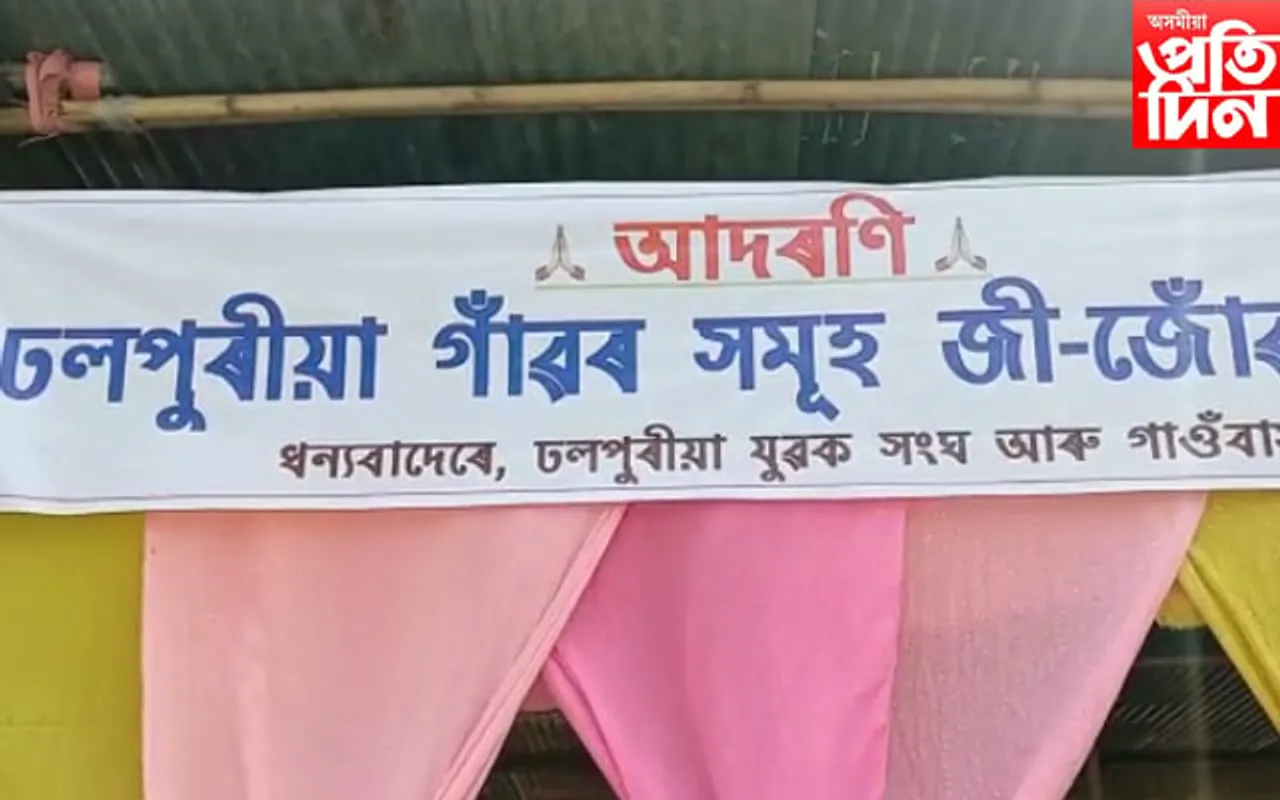 অসমীয়া
প্ৰতি
দিন
আদৰণি
ঢলপুৰীয়া গাঁৱৰ সমূহ জী-জোঁৱ
ধন্যবাদেৰে, ঢলপুৰীয়া যুৱক সংঘ আৰু গাওঁবাস